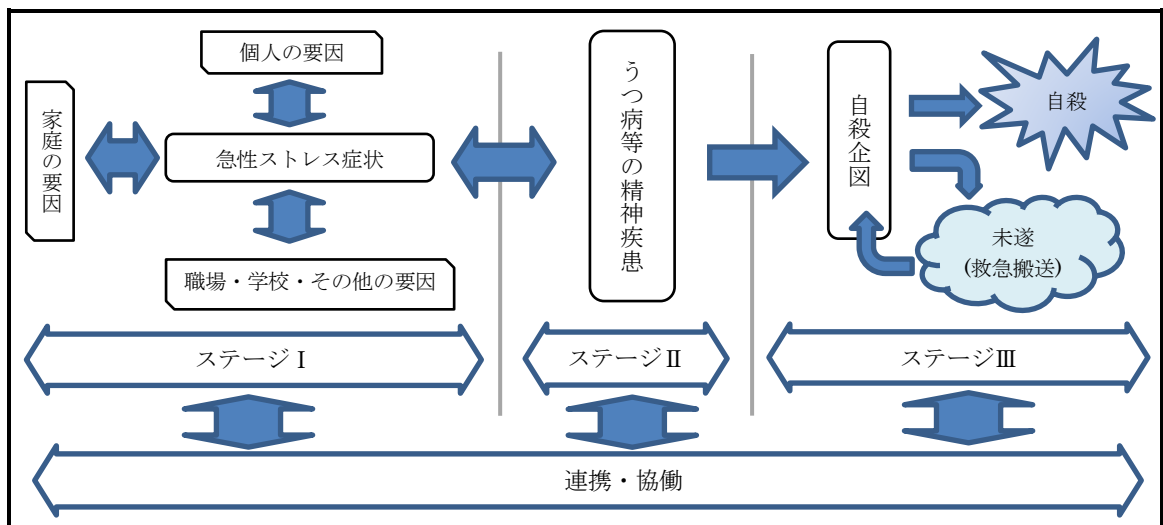 個人の要因
家庭の要因
急性ストレス症状
職場・学校・その他の要因
うつ病等の精神疾患
自殺企図
自殺
未遂
(救急搬送)
ステージⅠ
ステージⅡ
ステージⅢ
連携・協働